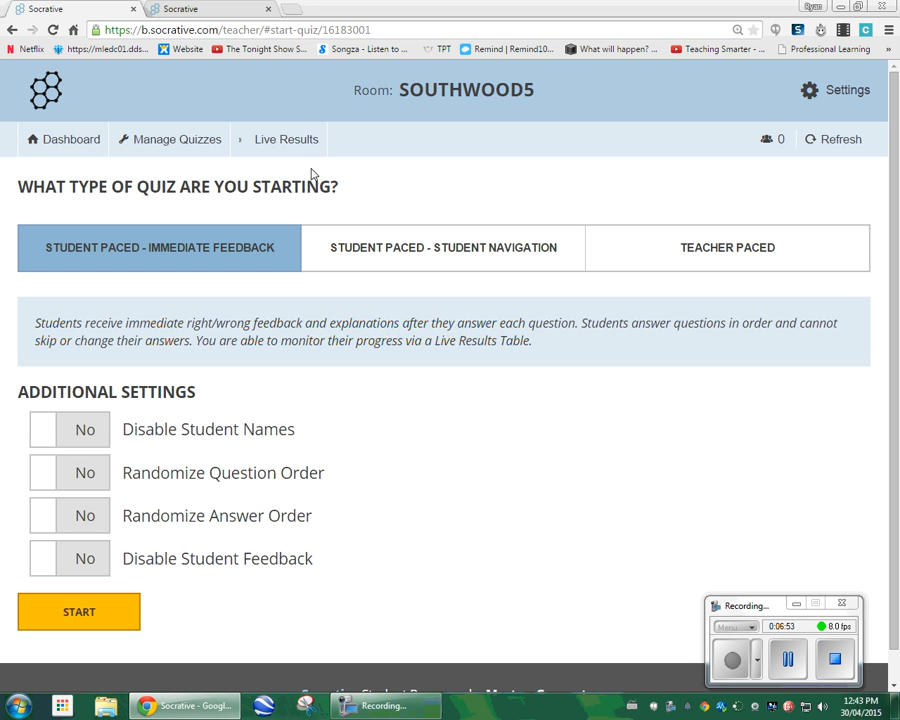 Socrative
Socrative
Ryan
https://b.socrative.com/teacher/#start-quiz/16183001
Netflix
https://mledc01.dds...
Website
The Tonight Show S...
Songza - Listen to ...
TPT
Remind | Remind10...
What will happen? ...
Teaching Smarter - ...
Professional Learning
»
Room: SOUTHWOOD5
Settings
Dashboard
Manage Quizzes
Live Results
0
Refresh
WHAT TYPE OF QUIZ ARE YOU STARTING?
STUDENT PACED - IMMEDIATE FEEDBACK
STUDENT PACED - STUDENT NAVIGATION
TEACHER PACED
Students receive immediate right/wrong feedback and explanations after they answer each question. Students answer questions in order and cannot
skip or change their answers. You are able to monitor their progress via a Live Results Table.
ADDITIONAL SETTINGS
No Disable Student Names
No Randomize Question Order
No Randomize Answer Order
No Disable Student Feedback
START
Recording...
Menu...
0:06:53
8.0 fps
Socrative - Googl...
Recording...
12:43 PM
30/04/2015